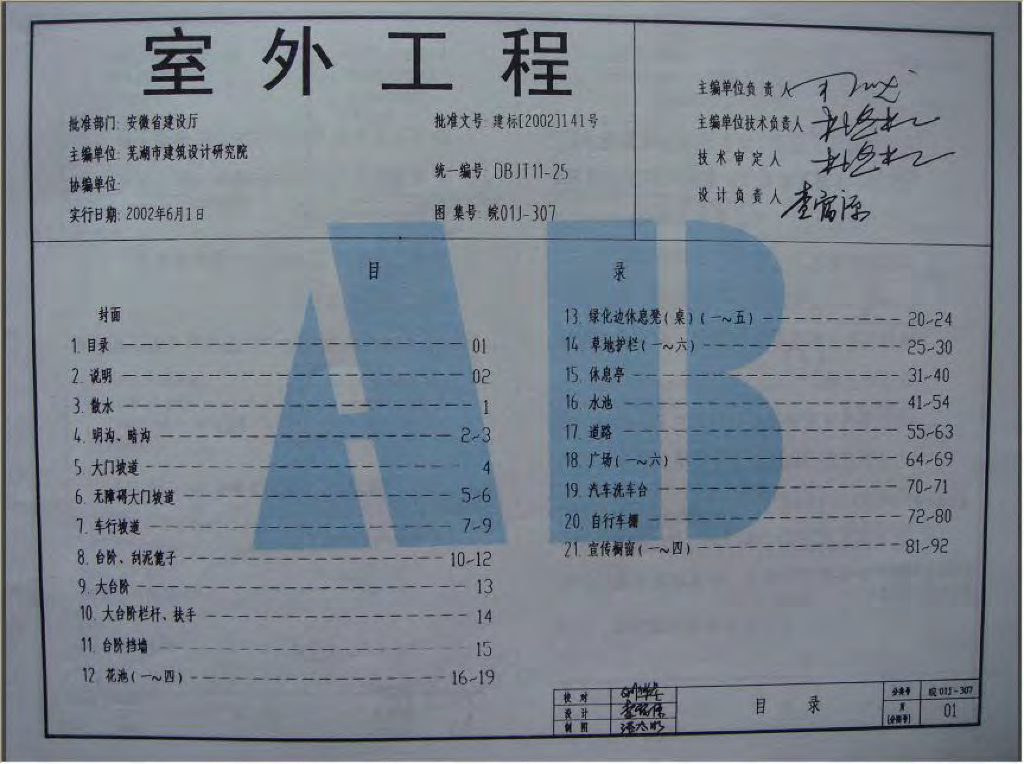 室外工程
批准部门: 安徽省建设厅
批准文号: 建标[2002]141号
主编单位: 芜湖市建筑设计研究院
统一编号: DBJT11-25
协编单位:
实行日期: 2002年6月1日
图集号: 皖01J-307
主编单位负责人
主编单位技术负责人
技术审定人
设计负责人 李富源
目录
封面
1. 目录 01
2. 说明 02
3. 散水 1
4. 明沟、暗沟 2~3
5. 大门坡道 4
6. 无障碍大门坡道 5~6
7. 车行坡道 7~9
8. 台阶、刮泥篦子 10~12
9. 大台阶 13
10. 大台阶栏杆、扶手 14
11. 台阶挡墙 15
12 花池(一~四) 16~19
13. 绿化边休息凳(桌)(一~五) 20~24
14. 草地护栏(一~六) 25~30
15. 休息亭 31~40
16. 水池 41~54
17. 道路 55~63
18. 广场(一~六) 64~69
19. 汽车洗车台 70~71
20. 自行车棚 72~80
21. 宣传橱窗(一~四) 81~92
AB
校对
设计
制图
目录
分类号 皖01J-307
页 01